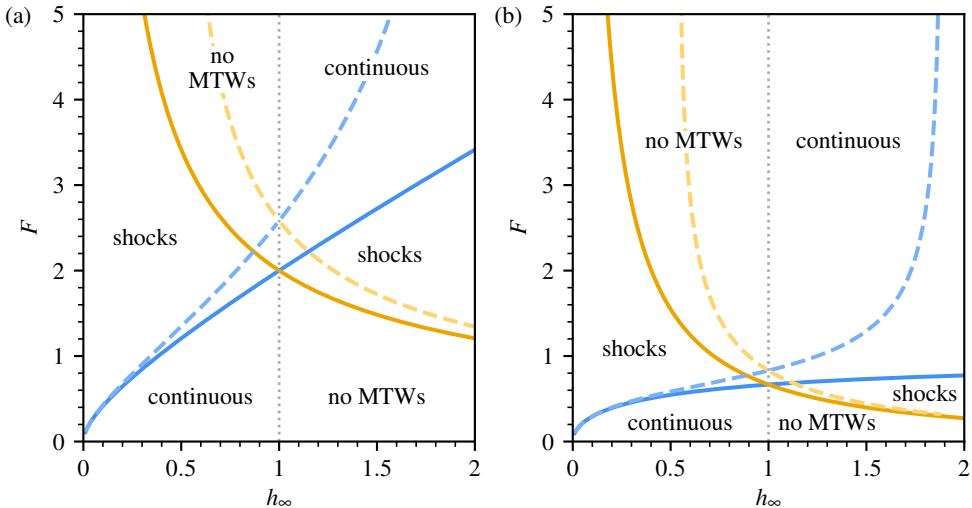 (a)
5
4
3
2
1
0
F
no
MTWs
continuous
shocks
shocks
continuous
no MTWs
0
0.5
1
1.5
2
h∞
(b)
5
4
3
2
1
0
F
no MTWs
continuous
shocks
shocks
continuous
no MTWs
0
0.5
1
1.5
2
h∞